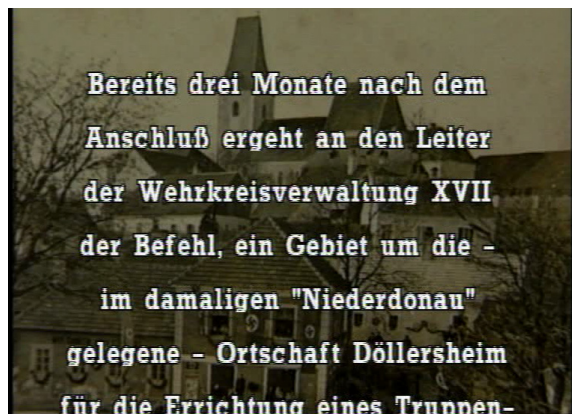 Bereits drei Monate nach dem
Anschluß ergeht an den Leiter
der Wehrkreisverwaltung XVII
der Befehl, ein Gebiet um die -
im damaligen "Niederdonau"
gelegene - Ortschaft Döllersheim
für die Errichtung eines Truppen-